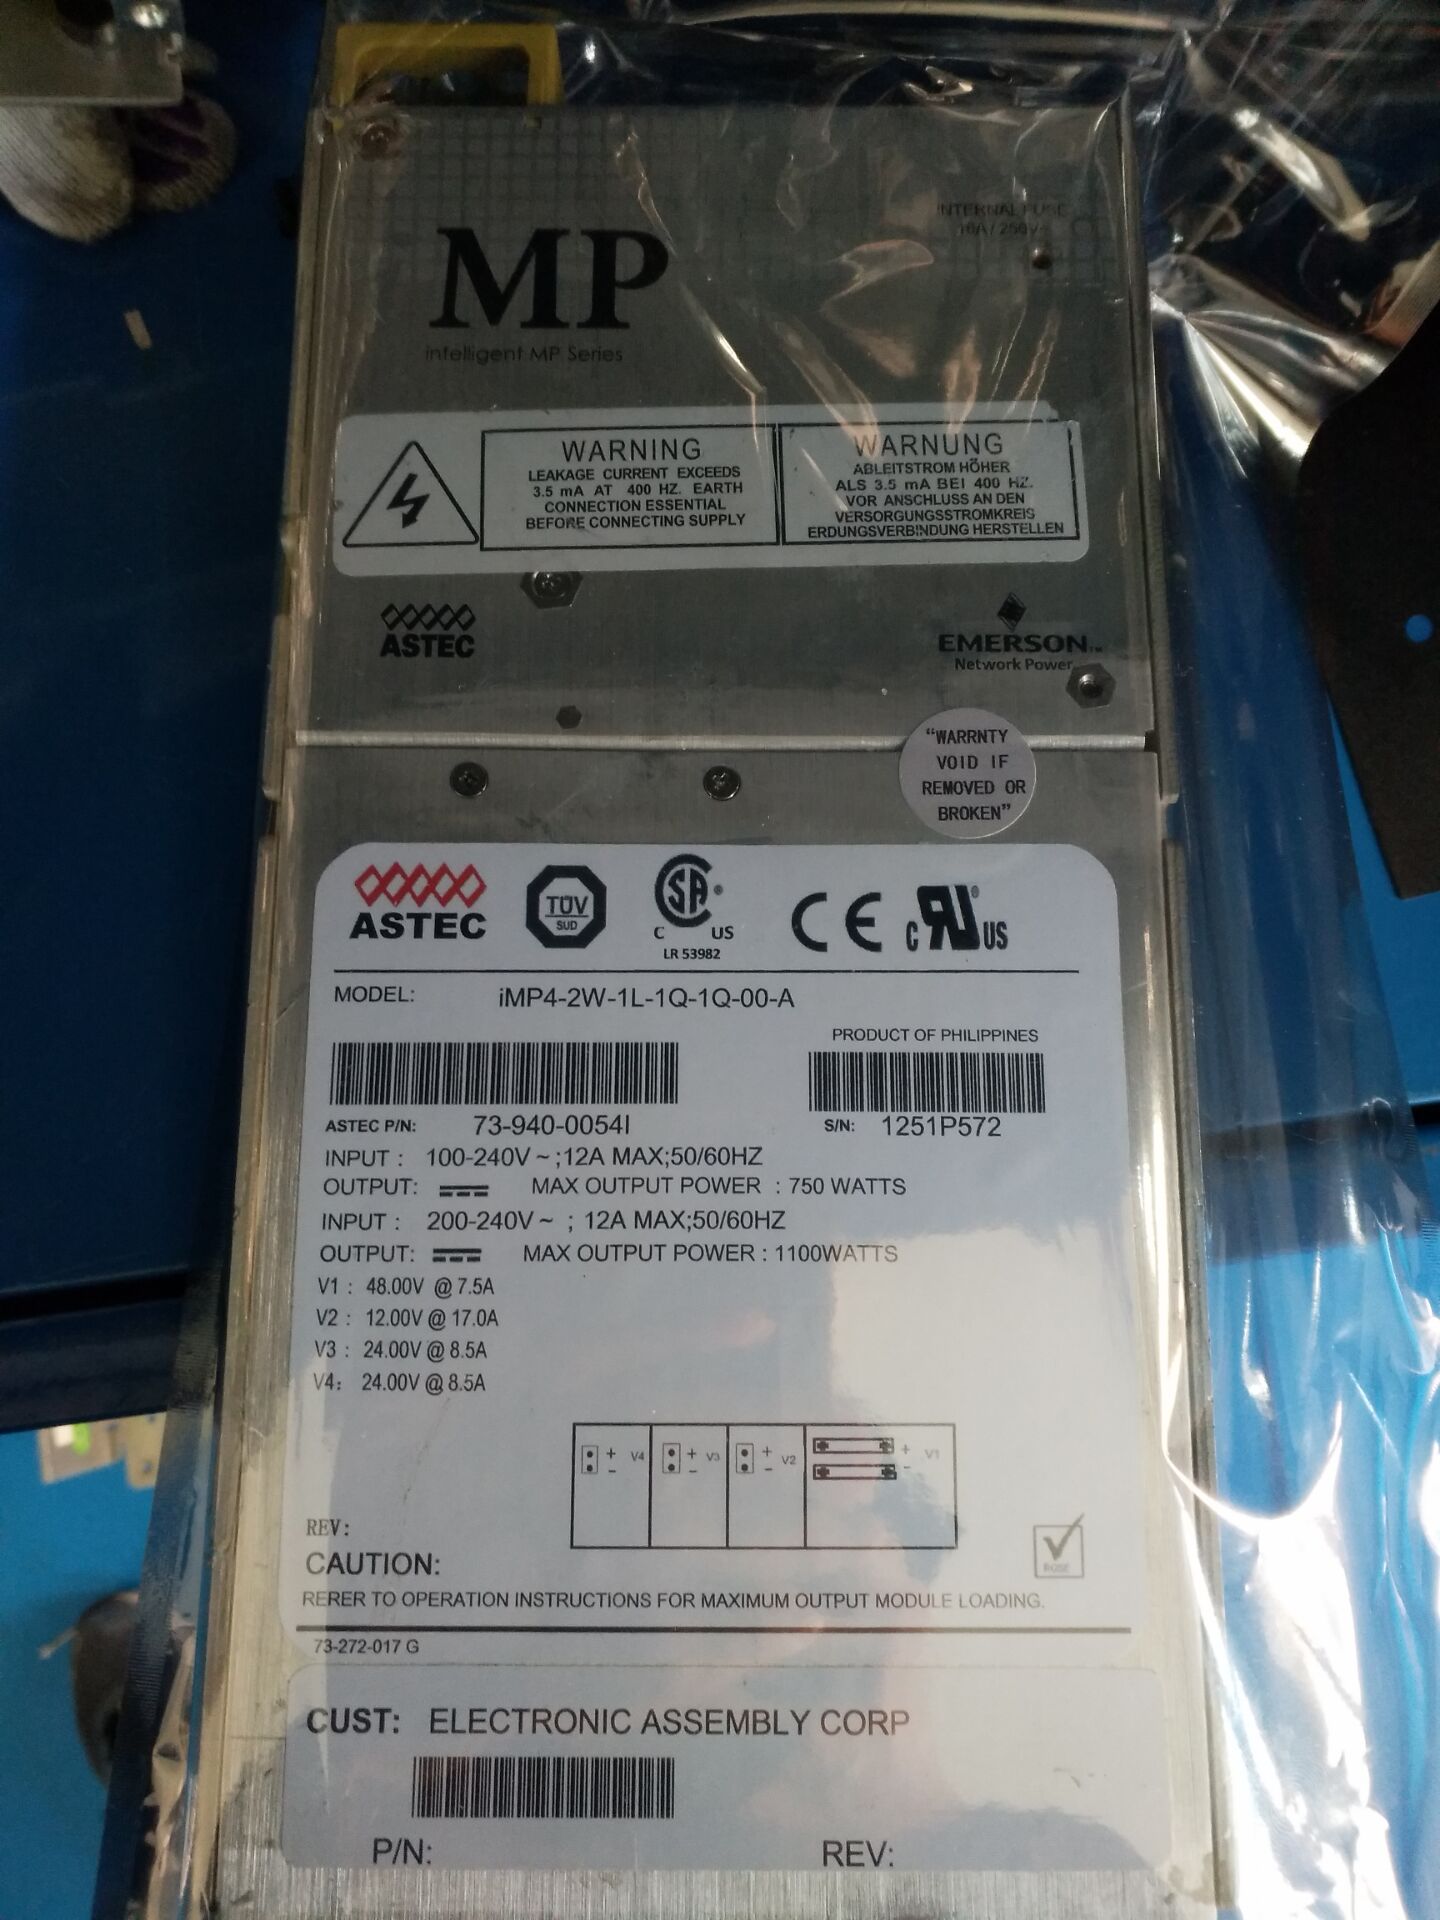 MP
intelligent MP Series
INTERNAL FUSE
16A / 250V
WARNING
LEAKAGE CURRENT EXCEEDS
3.5 mA AT 400 HZ. EARTH
CONNECTION ESSENTIAL
BEFORE CONNECTING SUPPLY
WARNUNG
ABLEITSTROM HÖHER
ALS 3.5 mA BEI 400 HZ.
VOR ANSCHLUSS AN DEN
VERSORGUNGSSTROMKREIS
ERDUNGSVERBINDUNG HERSTELLEN
ASTEC
EMERSON™
Network Power
"WARRNTY
VOID IF
REMOVED OR
BROKEN"
ASTEC
TÜV
SUD
SA®
C US
LR 53982
CE
c RU® US
MODEL: iMP4-2W-1L-1Q-1Q-00-A
PRODUCT OF PHILIPPINES
ASTEC P/N: 73-940-0054I
S/N: 1251P572
INPUT : 100-240V ~ ;12A MAX;50/60HZ
OUTPUT: MAX OUTPUT POWER : 750 WATTS
INPUT : 200-240V ~ ; 12A MAX;50/60HZ
OUTPUT: MAX OUTPUT POWER : 1100WATTS
V1 : 48.00V @ 7.5A
V2 : 12.00V @ 17.0A
V3 : 24.00V @ 8.5A
V4: 24.00V @ 8.5A
+ V4 + V3 + V2 + V1
− − − −
REV:
CAUTION:
RERER TO OPERATION INSTRUCTIONS FOR MAXIMUM OUTPUT MODULE LOADING.
73-272-017 G
CUST: ELECTRONIC ASSEMBLY CORP
P/N: REV: